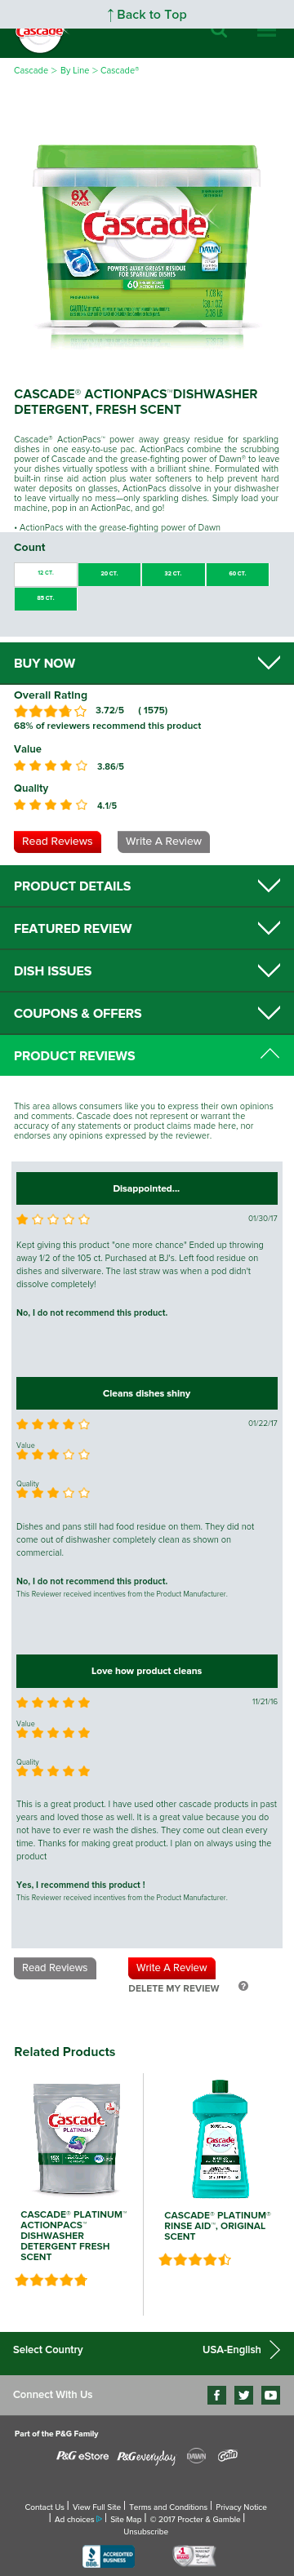 ↑ Back to Top
Cascade
Cascade > By Line > Cascade®
6X POWER
Cascade
DAWN
POWERS AWAY GREASY RESIDUE FOR SPARKLING DISHES
60
CASCADE® ACTIONPACS™DISHWASHER
DETERGENT, FRESH SCENT
Cascade® ActionPacs™ power away greasy residue for sparkling
dishes in one easy-to-use pac. ActionPacs combine the scrubbing
power of Cascade and the grease-fighting power of Dawn® to leave
your dishes virtually spotless with a brilliant shine. Formulated with
built-in rinse aid action plus water softeners to help prevent hard
water deposits on glasses, ActionPacs dissolve in your dishwasher
to leave virtually no mess—only sparkling dishes. Simply load your
machine, pop in an ActionPac, and go!
• ActionPacs with the grease-fighting power of Dawn
Count
12 CT. 20 CT. 32 CT. 60 CT.
85 CT.
BUY NOW
Overall Rating
3.72/5 ( 1575)
68% of reviewers recommend this product
Value
3.86/5
Quality
4.1/5
Read Reviews Write A Review
PRODUCT DETAILS
FEATURED REVIEW
DISH ISSUES
COUPONS & OFFERS
PRODUCT REVIEWS
This area allows consumers like you to express their own opinions
and comments. Cascade does not represent or warrant the
accuracy of any statements or product claims made here, nor
endorses any opinions expressed by the reviewer.
Disappointed...
01/30/17
Kept giving this product "one more chance" Ended up throwing
away 1/2 of the 105 ct. Purchased at BJ's. Left food residue on
dishes and silverware. The last straw was when a pod didn't
dissolve completely!
No, I do not recommend this product.
Cleans dishes shiny
01/22/17
Value
Quality
Dishes and pans still had food residue on them. They did not
come out of dishwasher completely clean as shown on
commercial.
No, I do not recommend this product.
This Reviewer received incentives from the Product Manufacturer.
Love how product cleans
11/21/16
Value
Quality
This is a great product. I have used other cascade products in past
years and loved those as well. It is a great value because you do
not have to ever re wash the dishes. They come out clean every
time. Thanks for making great product. I plan on always using the
product
Yes, I recommend this product !
This Reviewer received incentives from the Product Manufacturer.
Read Reviews Write A Review
DELETE MY REVIEW ?
Related Products
Cascade PLATINUM
Cascade
CASCADE® PLATINUM™
ACTIONPACS™
DISHWASHER
DETERGENT FRESH
SCENT
CASCADE® PLATINUM®
RINSE AID™, ORIGINAL
SCENT
Select Country USA-English
Connect With Us
Part of the P&G Family
P&G eStore P&G everyday DAWN Gain
Contact Us | View Full Site | Terms and Conditions | Privacy Notice
| Ad choices | Site Map | © 2017 Procter & Gamble |
Unsubscribe
BBB ACCREDITED BUSINESS